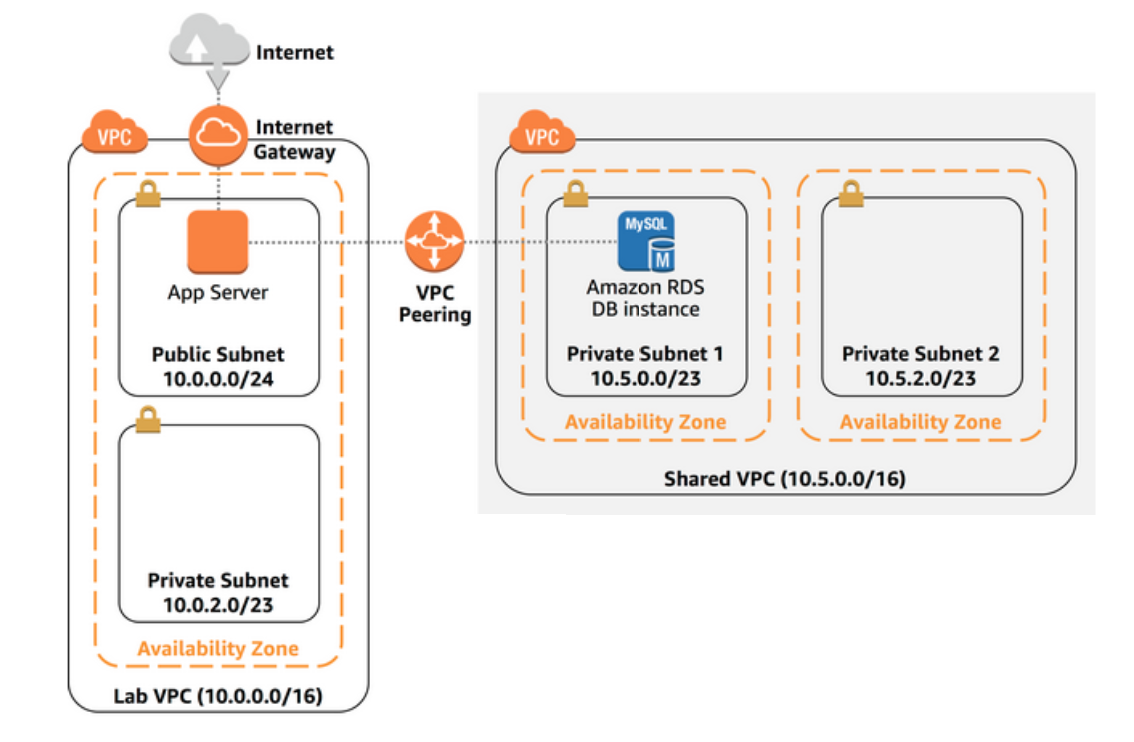 Internet
VPC
Internet
Gateway
App Server
Public Subnet
10.0.0.0/24
Private Subnet
10.0.2.0/23
Availability Zone
Lab VPC (10.0.0.0/16)
VPC
Peering
VPC
MySQL
M
Amazon RDS
DB instance
Private Subnet 1
10.5.0.0/23
Availability Zone
Private Subnet 2
10.5.2.0/23
Availability Zone
Shared VPC (10.5.0.0/16)